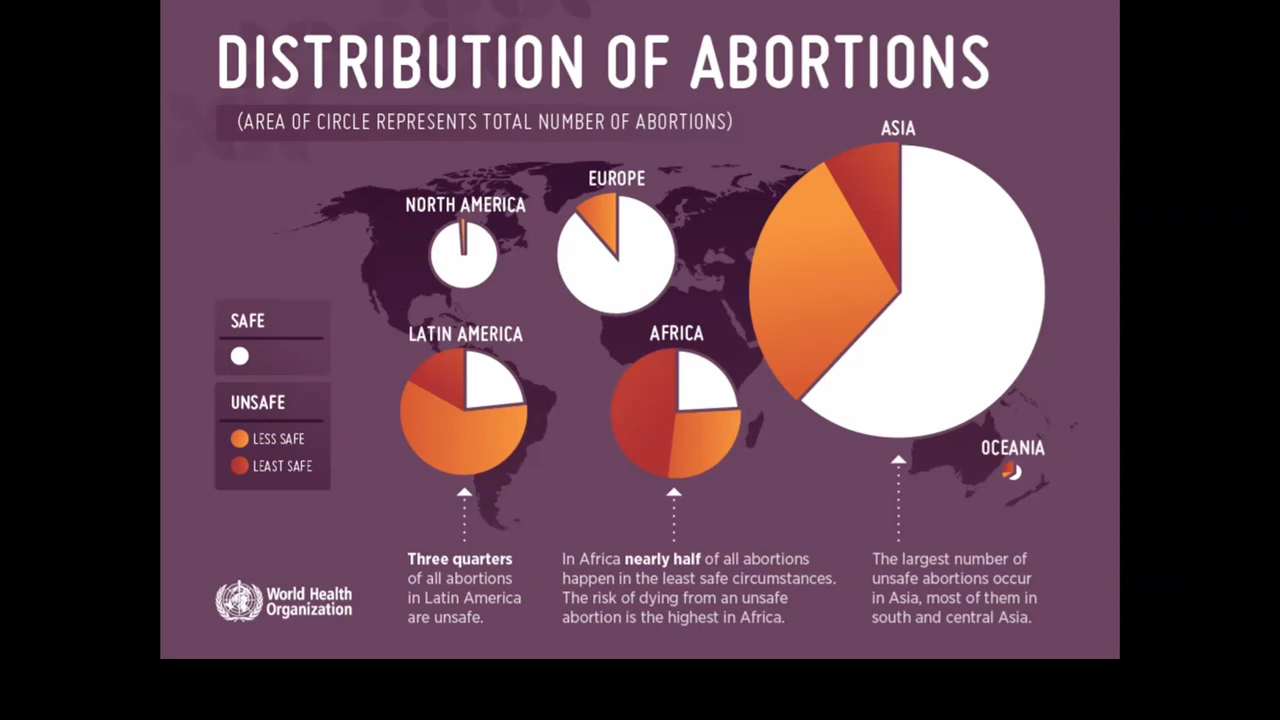 DISTRIBUTION OF ABORTIONS
(AREA OF CIRCLE REPRESENTS TOTAL NUMBER OF ABORTIONS)
ASIA
EUROPE
NORTH AMERICA
LATIN AMERICA
AFRICA
OCEANIA
SAFE
UNSAFE
LESS SAFE
LEAST SAFE
World Health
Organization
Three quarters
of all abortions
in Latin America
are unsafe.
In Africa nearly half of all abortions
happen in the least safe circumstances.
The risk of dying from an unsafe
abortion is the highest in Africa.
The largest number of
unsafe abortions occur
in Asia, most of them in
south and central Asia.